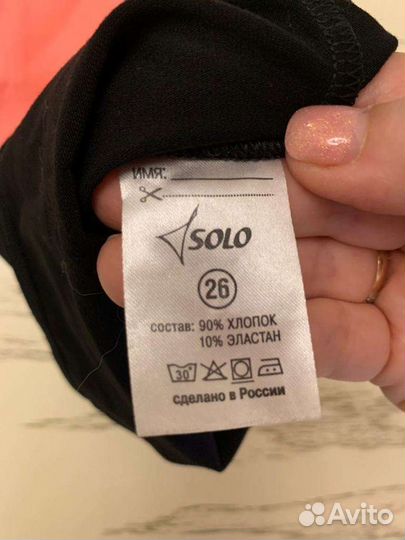 ИМЯ:
SOLO
26
состав: 90% ХЛОПОК
10% ЭЛАСТАН
30°
сделано в России
Avito